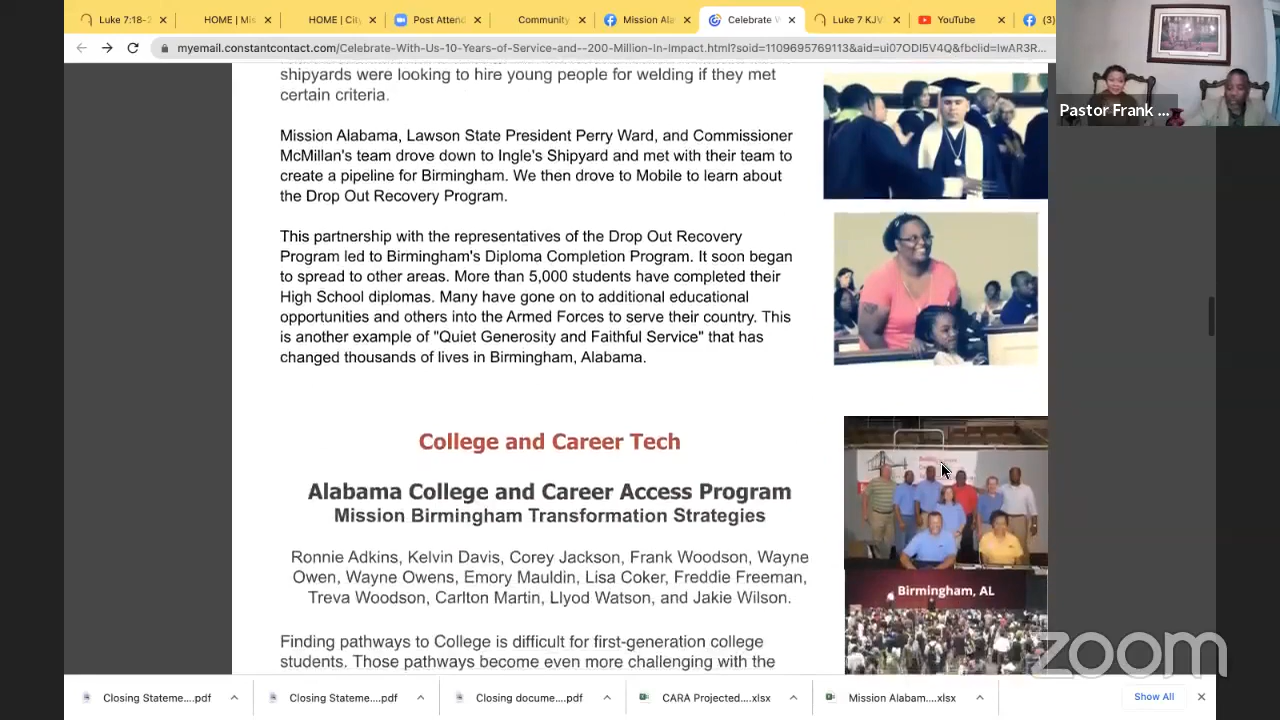 Luke 7:18-2
HOME | Mis
HOME | City
Post Attend
Community
Mission Ala
Celebrate W
Luke 7 KJV
YouTube
(3)
myemail.constantcontact.com/Celebrate-With-Us-10-Years-of-Service-and--200-Million-In-Impact.html?soid=1109695769113&aid=ui07ODI5V4Q&fbclid=IwAR3R...
Pastor Frank ...
shipyards were looking to hire young people for welding if they met
certain criteria.
Mission Alabama, Lawson State President Perry Ward, and Commissioner
McMillan's team drove down to Ingle's Shipyard and met with their team to
create a pipeline for Birmingham. We then drove to Mobile to learn about
the Drop Out Recovery Program.
This partnership with the representatives of the Drop Out Recovery
Program led to Birmingham's Diploma Completion Program. It soon began
to spread to other areas. More than 5,000 students have completed their
High School diplomas. Many have gone on to additional educational
opportunities and others into the Armed Forces to serve their country. This
is another example of "Quiet Generosity and Faithful Service" that has
changed thousands of lives in Birmingham, Alabama.
College and Career Tech
Alabama College and Career Access Program
Mission Birmingham Transformation Strategies
Ronnie Adkins, Kelvin Davis, Corey Jackson, Frank Woodson, Wayne
Owen, Wayne Owens, Emory Mauldin, Lisa Coker, Freddie Freeman,
Treva Woodson, Carlton Martin, Llyod Watson, and Jakie Wilson.
Birmingham, AL
Finding pathways to College is difficult for first-generation college
students. Those pathways become even more challenging with the
zoom
Closing Stateme....pdf
Closing Stateme....pdf
Closing docume....pdf
CARA Projected....xlsx
Mission Alabam....xlsx
Show All